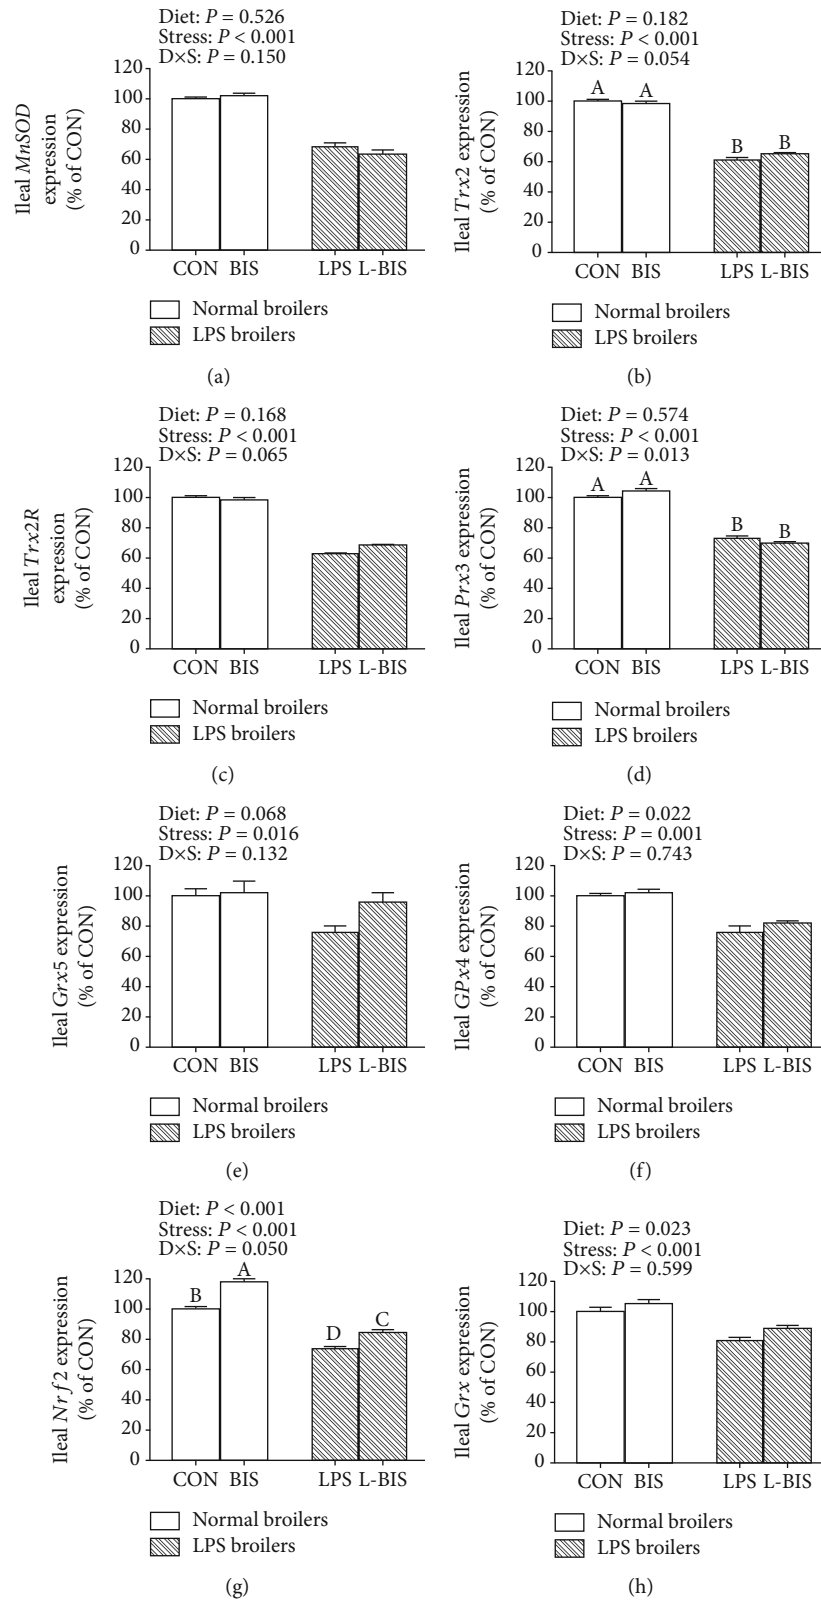 Diet: P = 0.526
Stress: P < 0.001
D×S: P = 0.150
Ileal MnSOD
expression
(% of CON)
120
100
80
60
40
20
0
CON BIS LPS L-BIS
Normal broilers
LPS broilers
(a)
Diet: P = 0.182
Stress: P < 0.001
D×S: P = 0.054
Ileal Trx2 expression
(% of CON)
120
100
80
60
40
20
0
A A B B
CON BIS LPS L-BIS
Normal broilers
LPS broilers
(b)
Diet: P = 0.168
Stress: P < 0.001
D×S: P = 0.065
Ileal Trx2R
expression
(% of CON)
120
100
80
60
40
20
0
CON BIS LPS L-BIS
Normal broilers
LPS broilers
(c)
Diet: P = 0.574
Stress: P < 0.001
D×S: P = 0.013
Ileal Prx3 expression
(% of CON)
120
100
80
60
40
20
0
A A B B
CON BIS LPS L-BIS
Normal broilers
LPS broilers
(d)
Diet: P = 0.068
Stress: P = 0.016
D×S: P = 0.132
Ileal Grx5 expression
(% of CON)
120
100
80
60
40
20
0
CON BIS LPS L-BIS
Normal broilers
LPS broilers
(e)
Diet: P = 0.022
Stress: P = 0.001
D×S: P = 0.743
Ileal GPx4 expression
(% of CON)
120
100
80
60
40
20
0
CON BIS LPS L-BIS
Normal broilers
LPS broilers
(f)
Diet: P < 0.001
Stress: P < 0.001
D×S: P = 0.050
Ileal Nrf2 expression
(% of CON)
120
100
80
60
40
20
0
B A D C
CON BIS LPS L-BIS
Normal broilers
LPS broilers
(g)
Diet: P = 0.023
Stress: P < 0.001
D×S: P = 0.599
Ileal Grx expression
(% of CON)
120
100
80
60
40
20
0
CON BIS LPS L-BIS
Normal broilers
LPS broilers
(h)